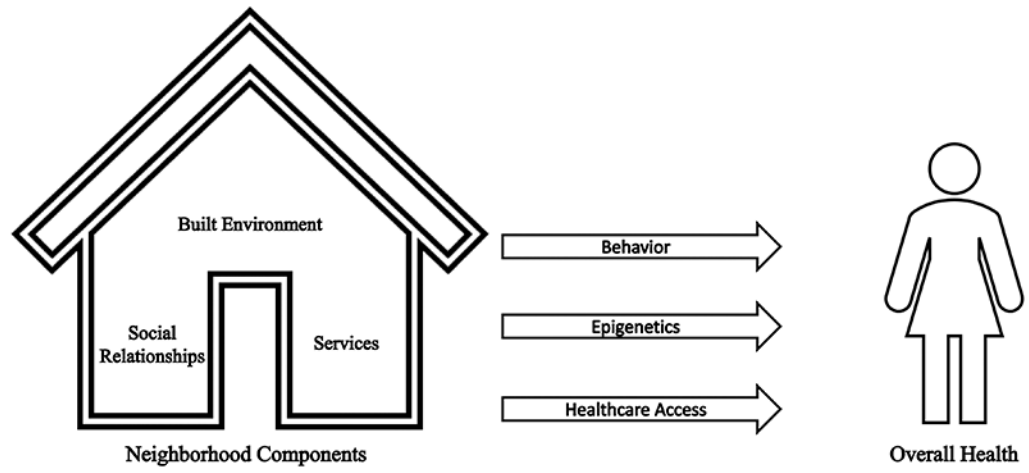 Built Environment
Social
Relationships
Services
Behavior
Epigenetics
Healthcare Access
Neighborhood Components
Overall Health